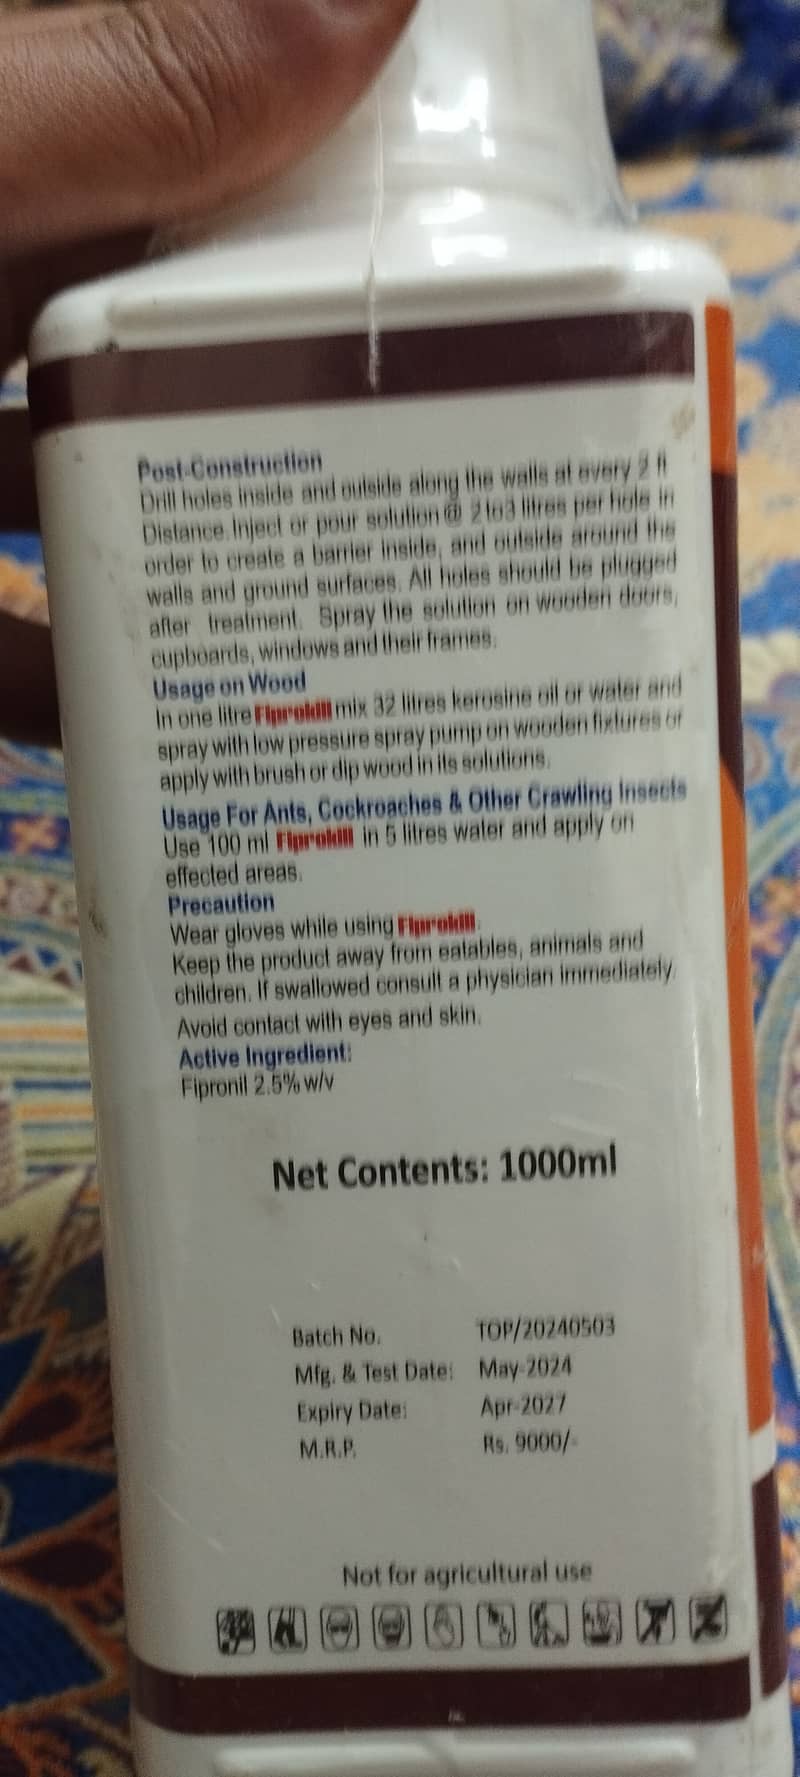 Post-Construction
Drill holes inside and outside along the walls at every 2 ft
Distance. Inject or pour solution @ 2 to3 litres per hole in
order to create a barrier inside, and outside around the
walls and ground surfaces. All holes should be plugged
after treatment. Spray the solution on wooden doors,
cupboards, windows and their frames.
Usage on Wood
In one litre Fiprokill mix 32 litres kerosine oil or water and
spray with low pressure spray pump on wooden fixtures or
apply with brush or dip wood in its solutions.
Usage For Ants, Cockroaches & Other Crawling Insects
Use 100 ml Fiprokill in 5 litres water and apply on
effected areas.
Precaution
Wear gloves while using Fiprokill.
Keep the product away from eatables, animals and
children. If swallowed consult a physician immediately.
Avoid contact with eyes and skin.
Active Ingredient:
Fipronil 2.5% w/v
Net Contents: 1000ml
Batch No. TOP/20240503
Mfg. & Test Date: May-2024
Expiry Date: Apr-2027
M.R.P. Rs. 9000/-
Not for agricultural use